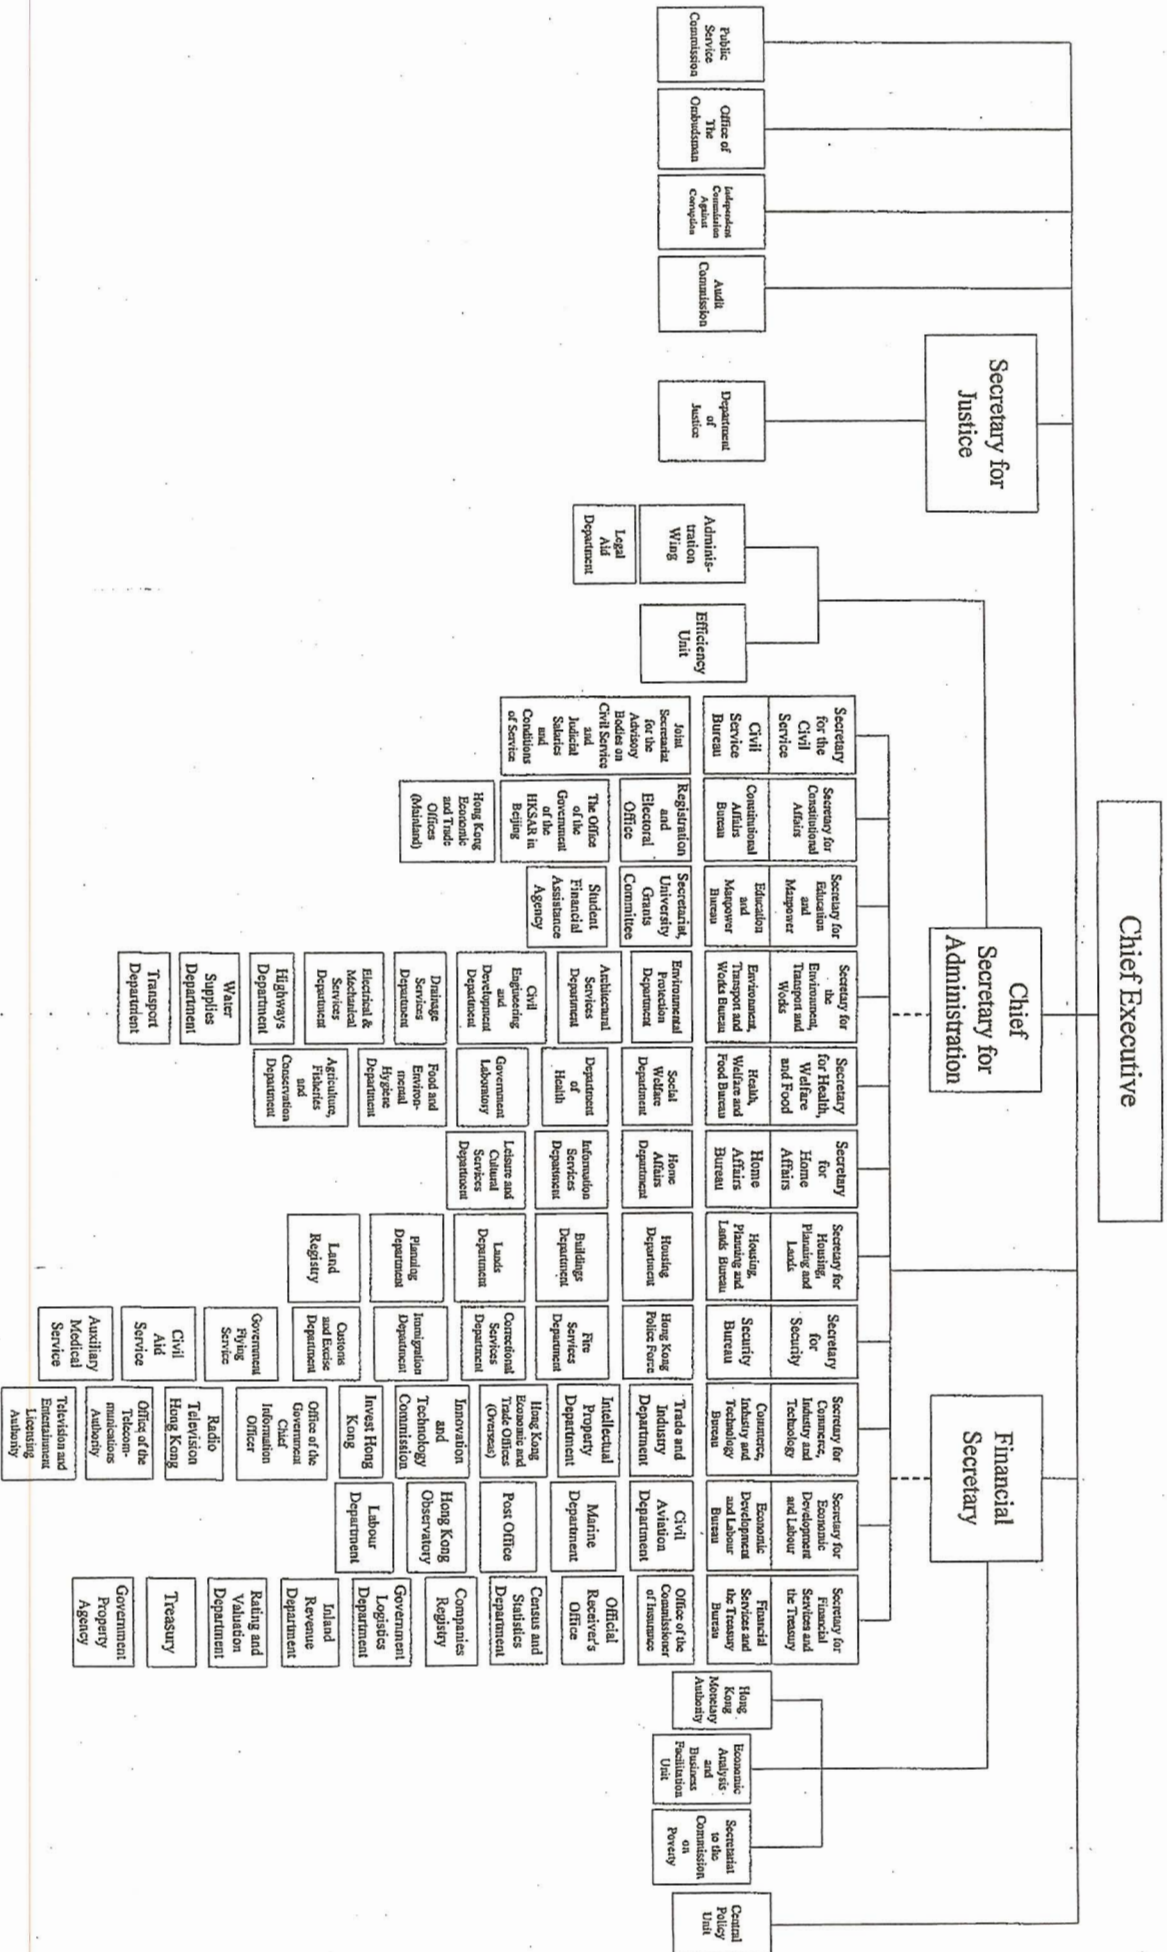 Chief Executive
Secretary for
Justice
Chief
Secretary for
Administration
Financial
Secretary
Public
Service
Commission
Office of
The
Ombudsman
Independent
Commission
Against
Corruption
Audit
Commission
Department
of
Justice
Adminis-
tration
Wing
Legal
Aid
Department
Efficiency
Unit
Secretary
for the
Civil
Service
Civil
Service
Bureau
Joint
Secretariat
for the
Advisory
Bodies on
Civil Service
and
Judicial
Salaries
and
Conditions
of Service
Secretary for
Constitutional
Affairs
Constitutional
Affairs
Bureau
Registration
and
Electoral
Office
The Office
of the
Government
of the
HKSAR in
Beijing
Hong Kong
Economic
and Trade
Offices
(Mainland)
Secretary for
Education
and
Manpower
Education
and
Manpower
Bureau
Secretariat,
University
Grants
Committee
Student
Financial
Assistance
Agency
Secretary for
the
Environment,
Transport and
Works
Environment,
Transport and
Works Bureau
Environmental
Protection
Department
Architectural
Services
Department
Civil
Engineering
and
Development
Department
Drainage
Services
Department
Electrical &
Mechanical
Services
Department
Highways
Department
Water
Supplies
Department
Transport
Department
Secretary
for Health,
Welfare
and Food
Health,
Welfare and
Food Bureau
Social
Welfare
Department
Department
of
Health
Government
Laboratory
Food and
Environ-
mental
Hygiene
Department
Agriculture,
Fisheries
and
Conservation
Department
Secretary
for
Home
Affairs
Home
Affairs
Bureau
Home
Affairs
Department
Information
Services
Department
Leisure and
Cultural
Services
Department
Secretary for
Housing,
Planning and
Lands
Housing,
Planning and
Lands Bureau
Housing
Department
Buildings
Department
Lands
Department
Planning
Department
Land
Registry
Secretary
for
Security
Security
Bureau
Hong Kong
Police Force
Fire
Services
Department
Correctional
Services
Department
Immigration
Department
Customs
and Excise
Department
Government
Flying
Service
Civil
Aid
Service
Auxiliary
Medical
Service
Secretary for
Commerce,
Industry and
Technology
Commerce,
Industry and
Technology
Bureau
Trade and
Industry
Department
Intellectual
Property
Department
Hong Kong
Economic and
Trade Offices
(Overseas)
Innovation
and
Technology
Commission
Invest Hong
Kong
Office of the
Government
Chief
Information
Officer
Radio
Television
Hong Kong
Office of the
Telecom-
munications
Authority
Television and
Entertainment
Licensing
Authority
Secretary for
Economic
Development
and Labour
Economic
Development
and Labour
Bureau
Civil
Aviation
Department
Marine
Department
Post Office
Hong Kong
Observatory
Labour
Department
Secretary for
Financial
Services and
the Treasury
Financial
Services and
the Treasury
Bureau
Office of the
Commissioner
of Insurance
Official
Receiver's
Office
Census and
Statistics
Department
Companies
Registry
Government
Logistics
Department
Inland
Revenue
Department
Rating and
Valuation
Department
Treasury
Government
Property
Agency
Hong
Kong
Monetary
Authority
Economic
Analysis
and
Business
Facilitation
Unit
Secretariat
to the
Commission
on
Poverty
Central
Policy
Unit